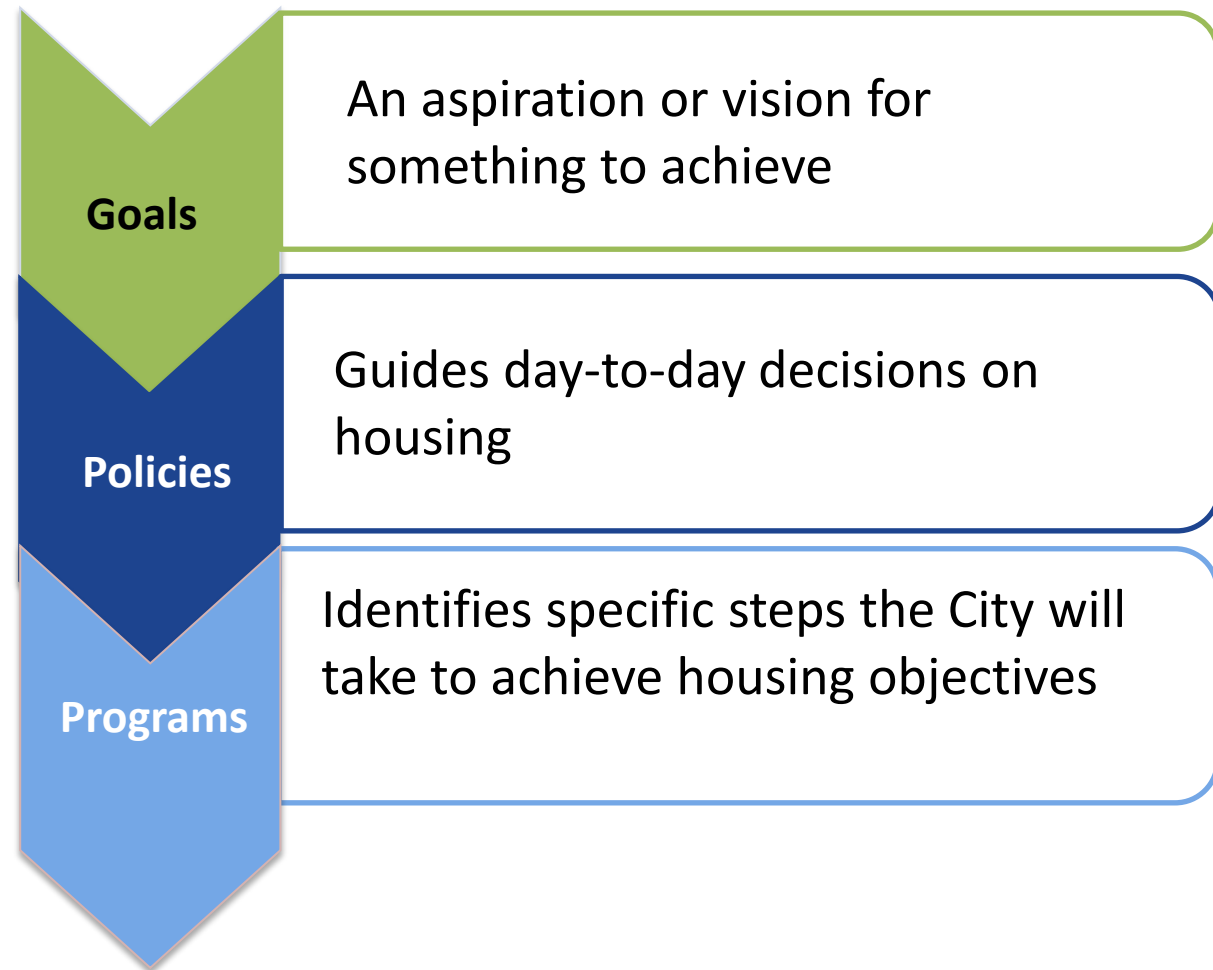 Goals
An aspiration or vision for
something to achieve
Policies
Guides day-to-day decisions on
housing
Programs
Identifies specific steps the City will
take to achieve housing objectives